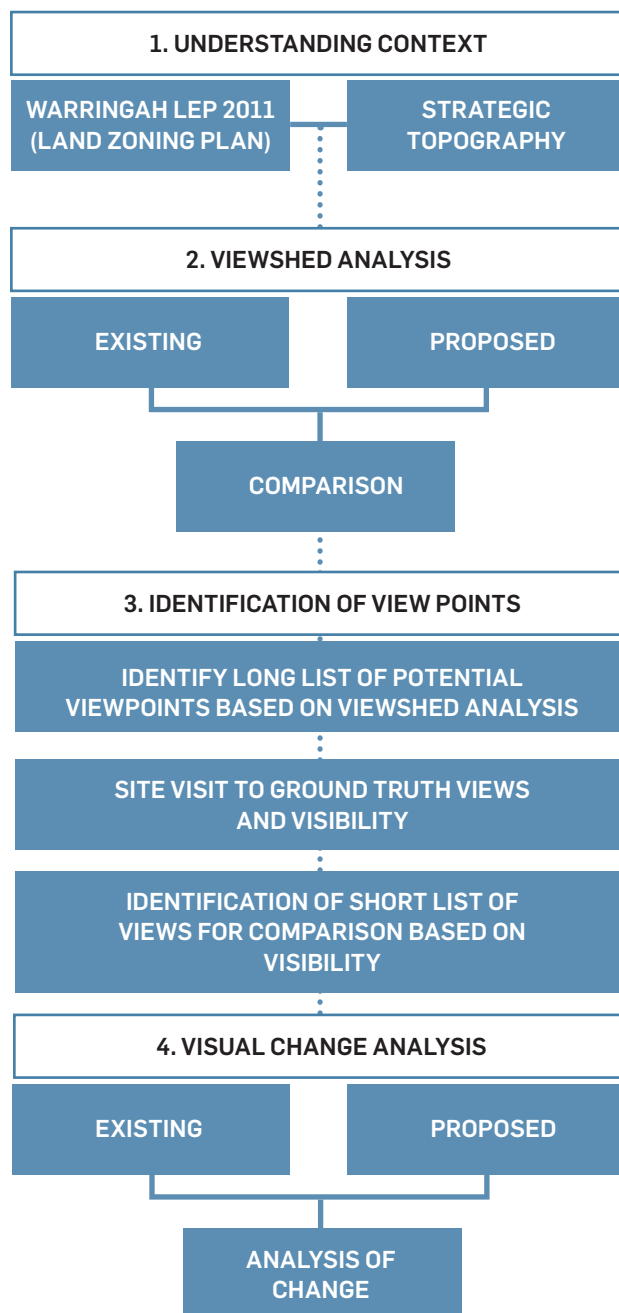 1. UNDERSTANDING CONTEXT
WARRINGAH LEP 2011
(LAND ZONING PLAN)
STRATEGIC
TOPOGRAPHY
2. VIEWSHED ANALYSIS
EXISTING
PROPOSED
COMPARISON
3. IDENTIFICATION OF VIEW POINTS
IDENTIFY LONG LIST OF POTENTIAL
VIEWPOINTS BASED ON VIEWSHED ANALYSIS
SITE VISIT TO GROUND TRUTH VIEWS
AND VISIBILITY
IDENTIFICATION OF SHORT LIST OF
VIEWS FOR COMPARISON BASED ON
VISIBILITY
4. VISUAL CHANGE ANALYSIS
EXISTING
PROPOSED
ANALYSIS OF
CHANGE